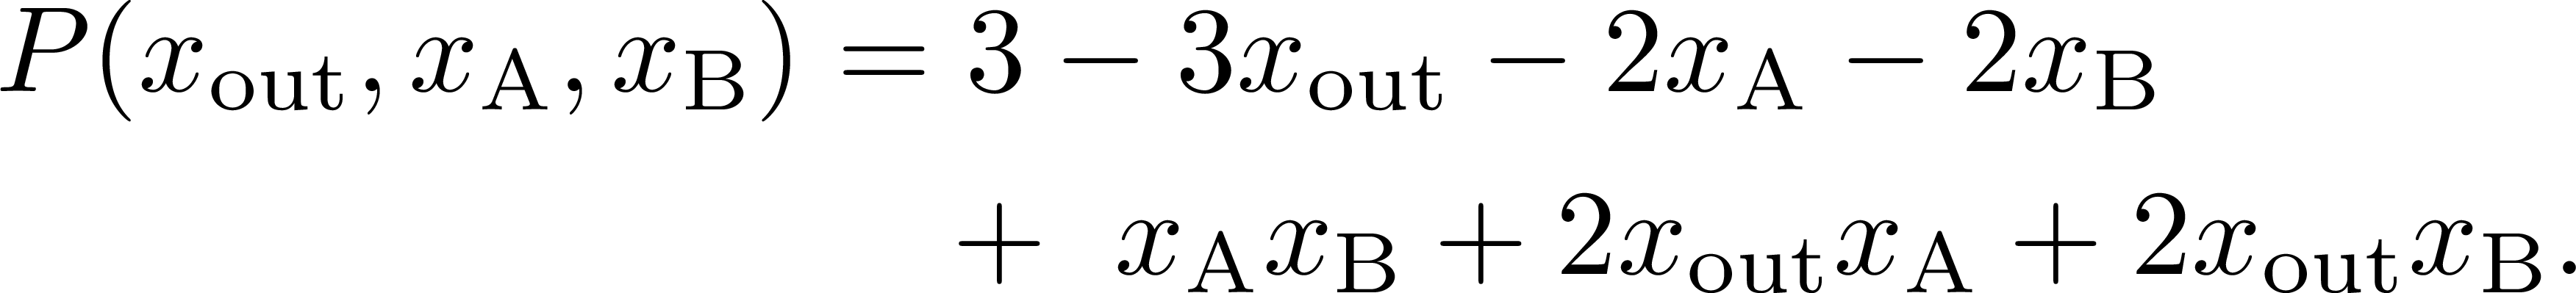 P(x_out, x_A, x_B) = 3 − 3x_out − 2x_A − 2x_B
+ x_A x_B + 2x_out x_A + 2x_out x_B.